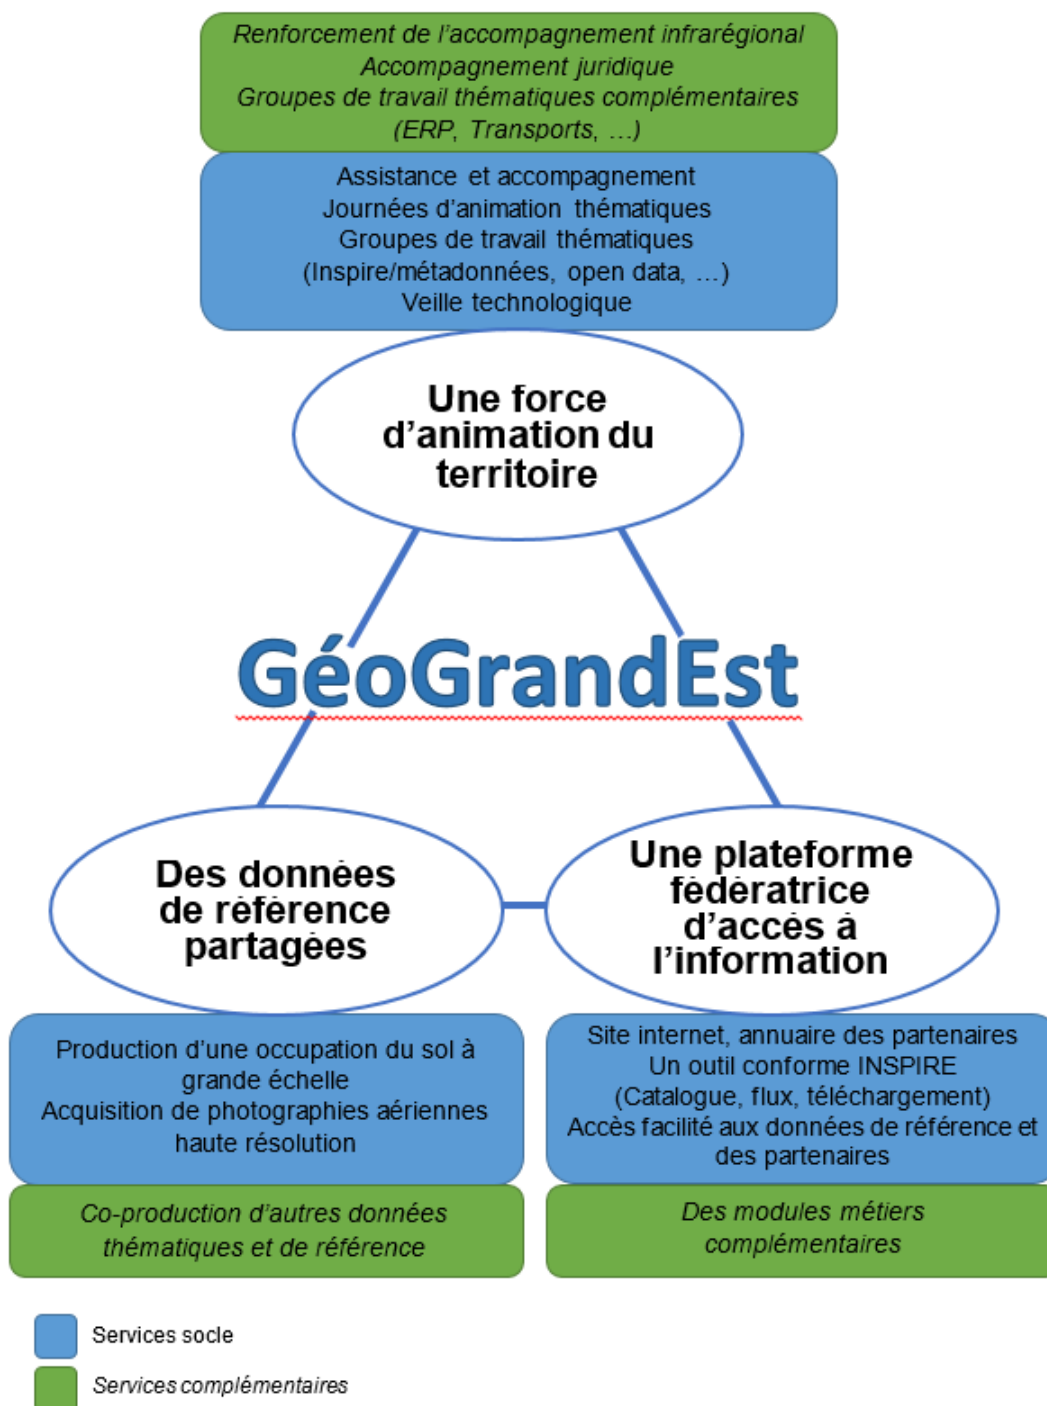 Renforcement de l’accompagnement infrarégional
Accompagnement juridique
Groupes de travail thématiques complémentaires
(ERP, Transports, …)
Assistance et accompagnement
Journées d’animation thématiques
Groupes de travail thématiques
(Inspire/métadonnées, open data, …)
Veille technologique
Une force
d’animation du
territoire
GéoGrandEst
Des données
de référence
partagées
Une plateforme
fédératrice
d’accès à
l’information
Production d’une occupation du sol à
grande échelle
Acquisition de photographies aériennes
haute résolution
Site internet, annuaire des partenaires
Un outil conforme INSPIRE
(Catalogue, flux, téléchargement)
Accès facilité aux données de référence et
des partenaires
Co-production d’autres données
thématiques et de référence
Des modules métiers
complémentaires
Services socle
Services complémentaires